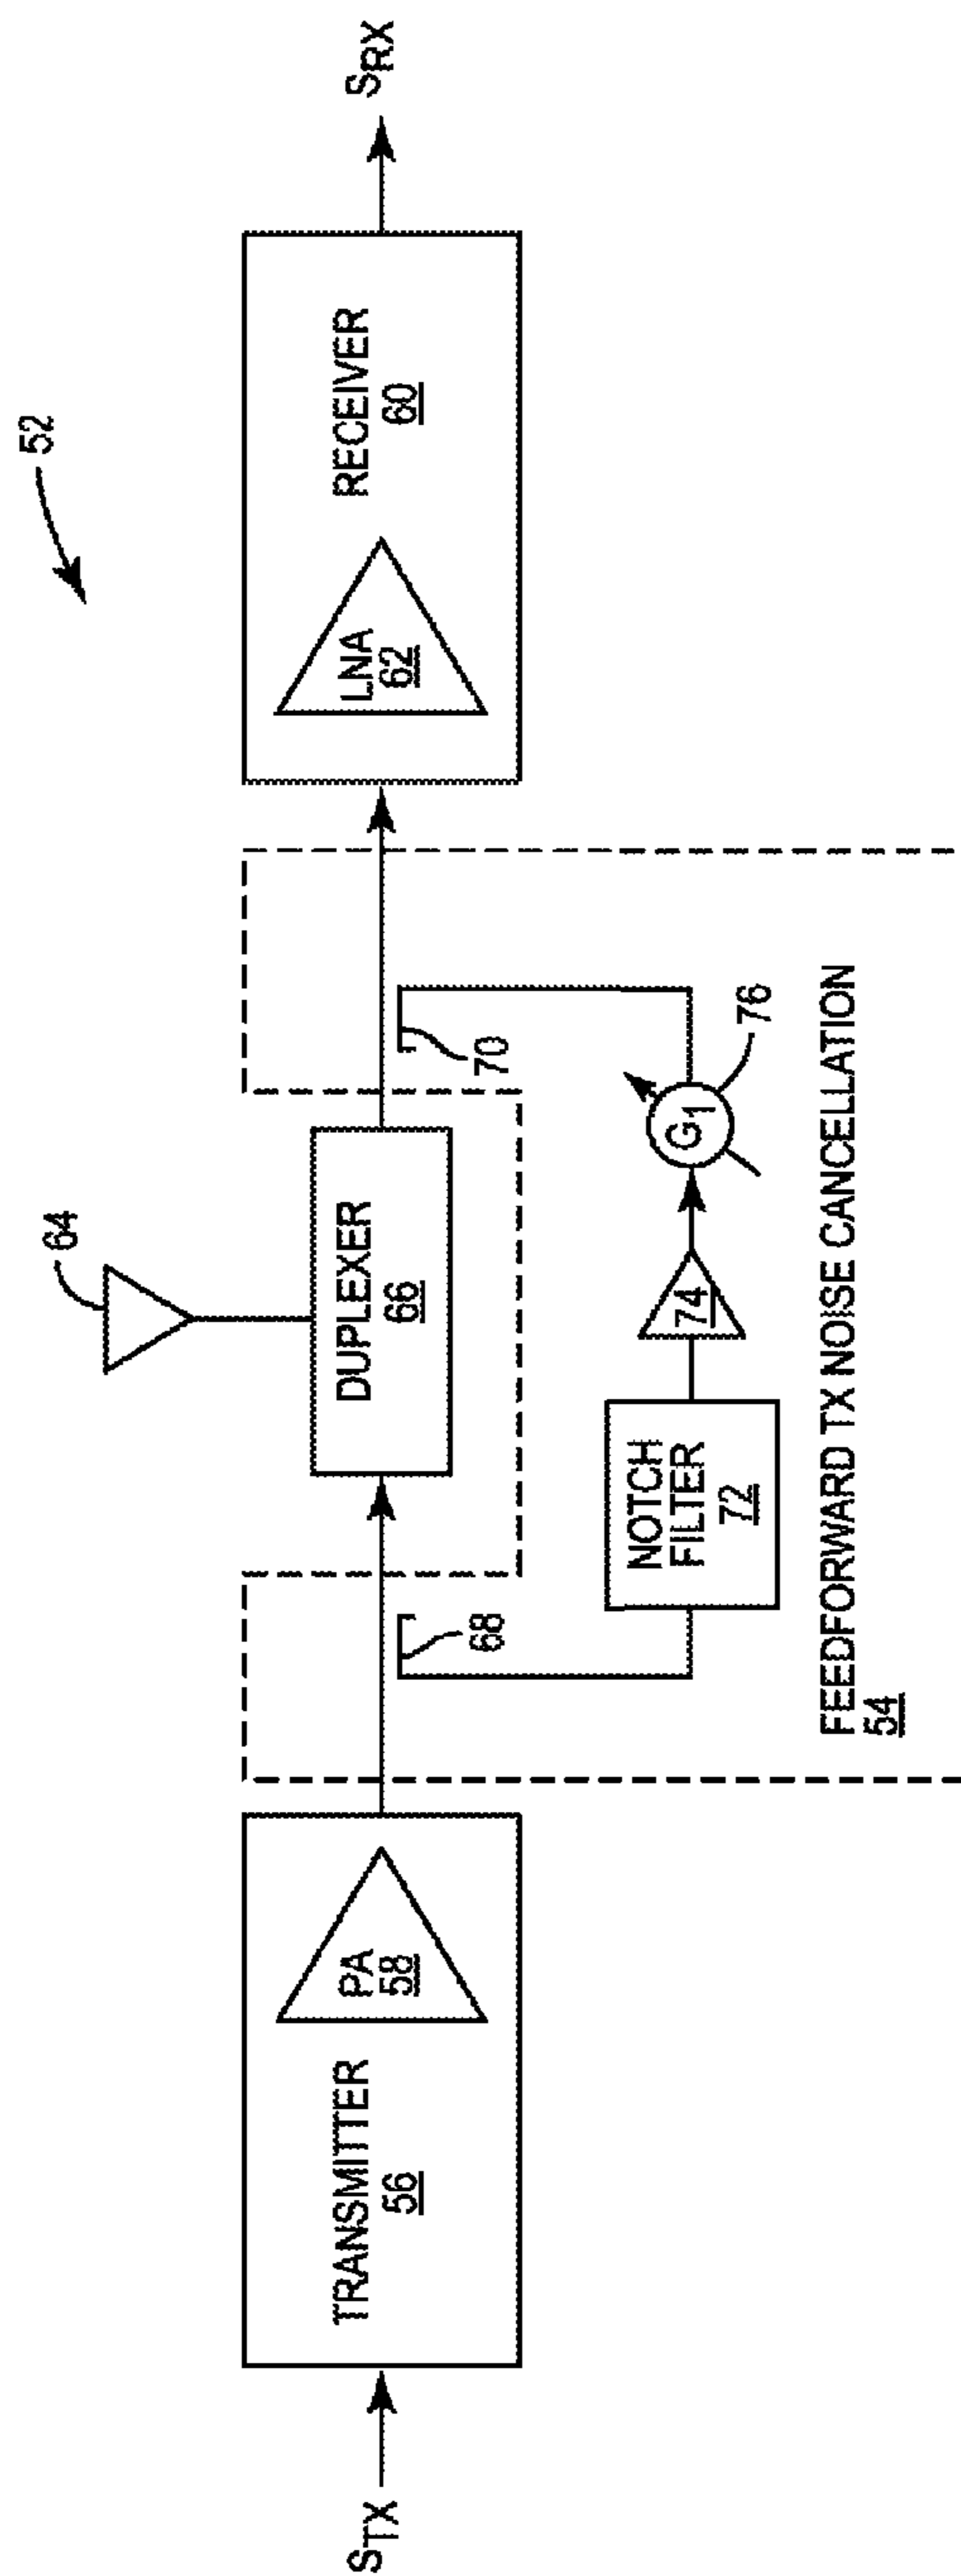 52
64
S_TX
TRANSMITTER
56
PA
58
DUPLEXER
66
LNA
62
RECEIVER
60
S_RX
68
70
NOTCH
FILTER
72
74
G_1
76
FEEDFORWARD TX NOISE CANCELLATION
54